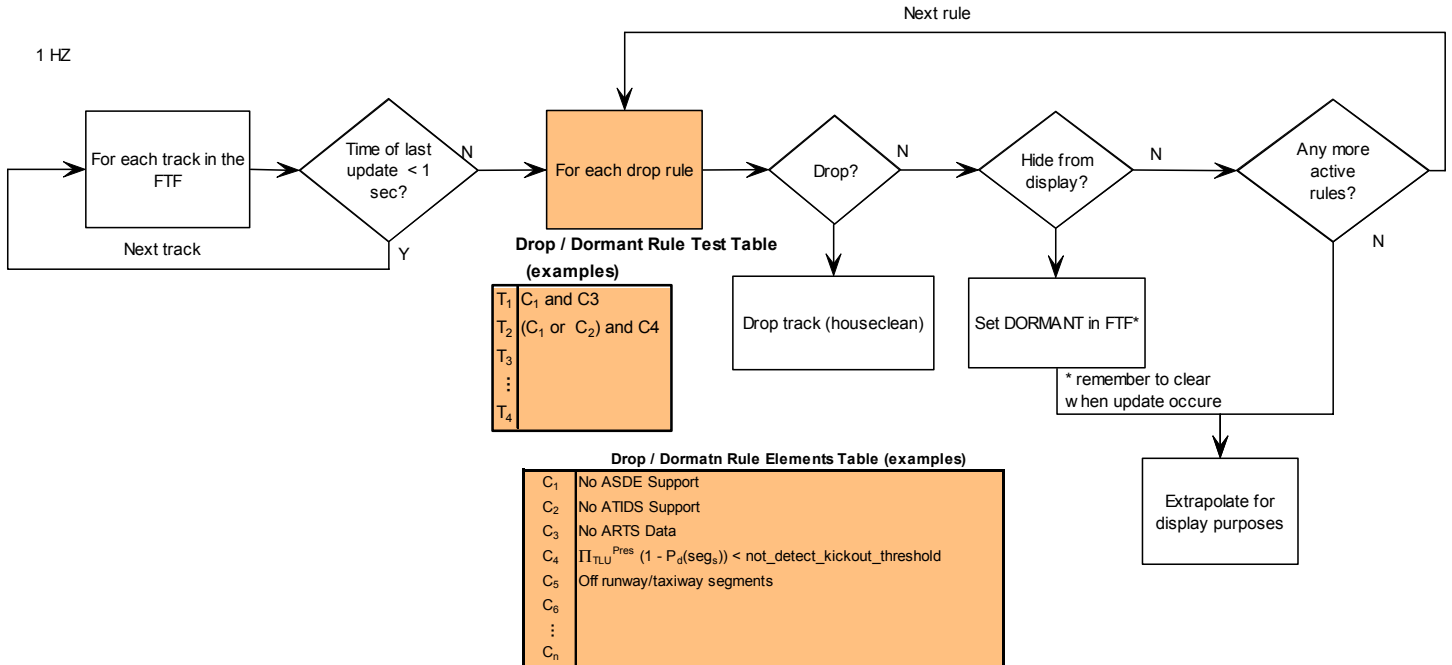 Next rule
1 HZ
For each track in the
FTF
Time of last
update < 1
sec?
N
For each drop rule
Drop?
N
Hide from
display?
N
Any more
active
rules?
Next track
Y
N
Drop / Dormant Rule Test Table
(examples)
T₁ C₁ and C3
T₂ (C₁ or C₂) and C4
T₃
⋮
T₄
Drop track (houseclean)
Set DORMANT in FTF*
* remember to clear
when update occure
Extrapolate for
display purposes
Drop / Dormatn Rule Elements Table (examples)
C₁ No ASDE Support
C₂ No ATIDS Support
C₃ No ARTS Data
C₄ Π_TLU^Pres (1 - P_d(seg_s)) < not_detect_kickout_threshold
C₅ Off runway/taxiway segments
C₆
⋮
Cₙ